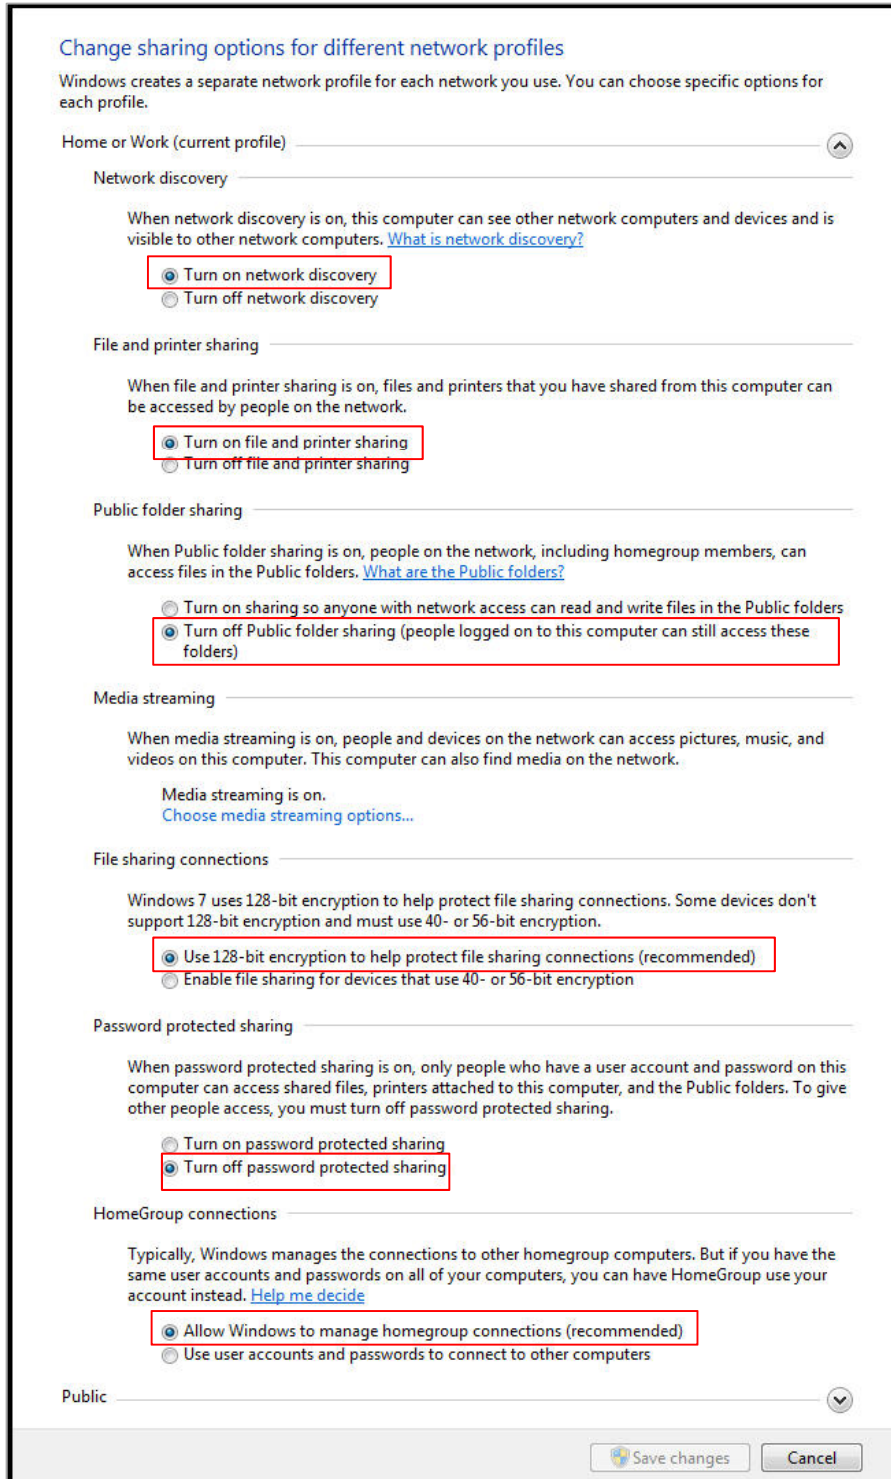 Change sharing options for different network profiles
Windows creates a separate network profile for each network you use. You can choose specific options for
each profile.
Home or Work (current profile)
Network discovery
When network discovery is on, this computer can see other network computers and devices and is
visible to other network computers. What is network discovery?
Turn on network discovery
Turn off network discovery
File and printer sharing
When file and printer sharing is on, files and printers that you have shared from this computer can
be accessed by people on the network.
Turn on file and printer sharing
Turn off file and printer sharing
Public folder sharing
When Public folder sharing is on, people on the network, including homegroup members, can
access files in the Public folders. What are the Public folders?
Turn on sharing so anyone with network access can read and write files in the Public folders
Turn off Public folder sharing (people logged on to this computer can still access these
folders)
Media streaming
When media streaming is on, people and devices on the network can access pictures, music, and
videos on this computer. This computer can also find media on the network.
Media streaming is on.
Choose media streaming options...
File sharing connections
Windows 7 uses 128-bit encryption to help protect file sharing connections. Some devices don't
support 128-bit encryption and must use 40- or 56-bit encryption.
Use 128-bit encryption to help protect file sharing connections (recommended)
Enable file sharing for devices that use 40- or 56-bit encryption
Password protected sharing
When password protected sharing is on, only people who have a user account and password on this
computer can access shared files, printers attached to this computer, and the Public folders. To give
other people access, you must turn off password protected sharing.
Turn on password protected sharing
Turn off password protected sharing
HomeGroup connections
Typically, Windows manages the connections to other homegroup computers. But if you have the
same user accounts and passwords on all of your computers, you can have HomeGroup use your
account instead. Help me decide
Allow Windows to manage homegroup connections (recommended)
Use user accounts and passwords to connect to other computers
Public
Save changes Cancel